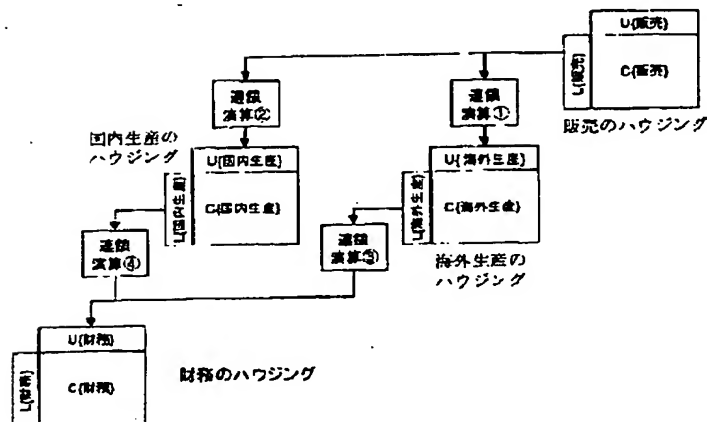 U{販売}
L{販売}
C{販売}
販売のハウジング
連鎖
演算②
連鎖
演算①
国内生産の
ハウジング
U{国内生産}
L{国内生産}
C{国内生産}
U{海外生産}
L{海外生産}
C{海外生産}
海外生産の
ハウジング
連鎖
演算④
連鎖
演算③
U{財務}
L{財務}
C{財務}
財務のハウジング